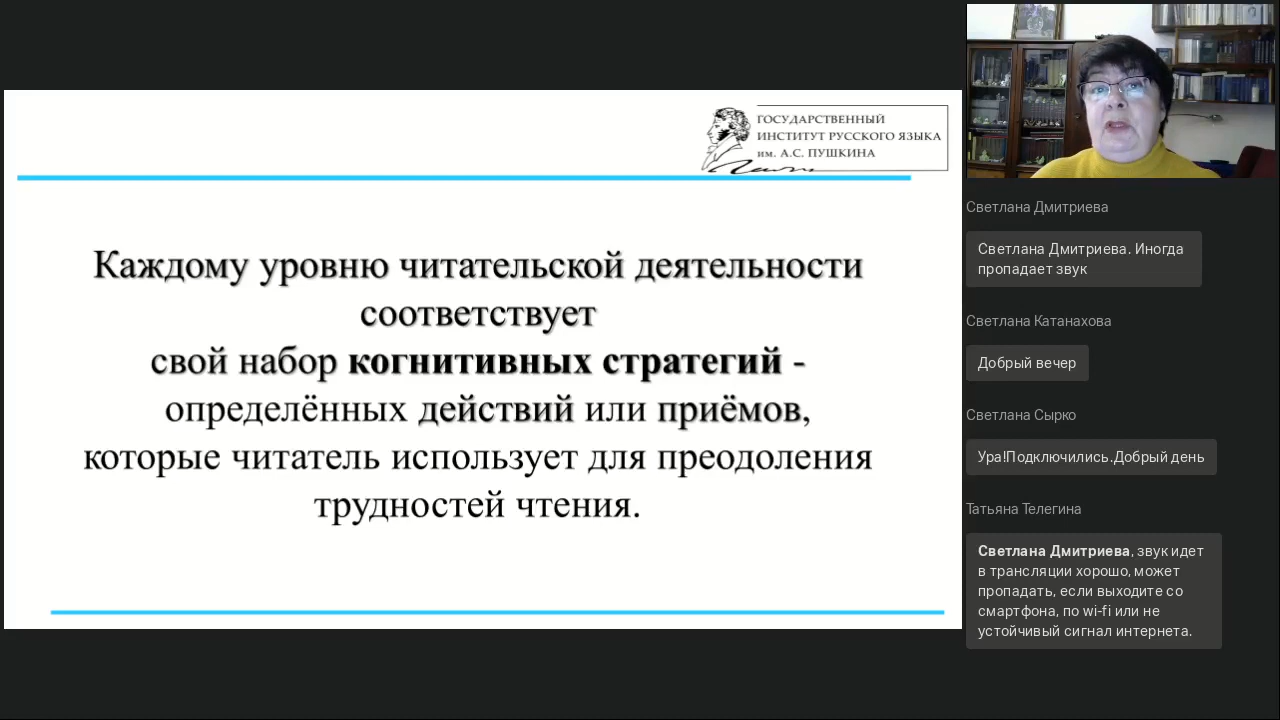 ГОСУДАРСТВЕННЫЙ
ИНСТИТУТ РУССКОГО ЯЗЫКА
им. А.С. ПУШКИНА
Каждому уровню читательской деятельности
соответствует
свой набор когнитивных стратегий -
определённых действий или приёмов,
которые читатель использует для преодоления
трудностей чтения.
Светлана Дмитриева
Светлана Дмитриева. Иногда
пропадает звук
Светлана Катанахова
Добрый вечер
Светлана Сырко
Ура!Подключились.Добрый день
Татьяна Телегина
Светлана Дмитриева, звук идет
в трансляции хорошо, может
пропадать, если выходите со
смартфона, по wi-fi или не
устойчивый сигнал интернета.